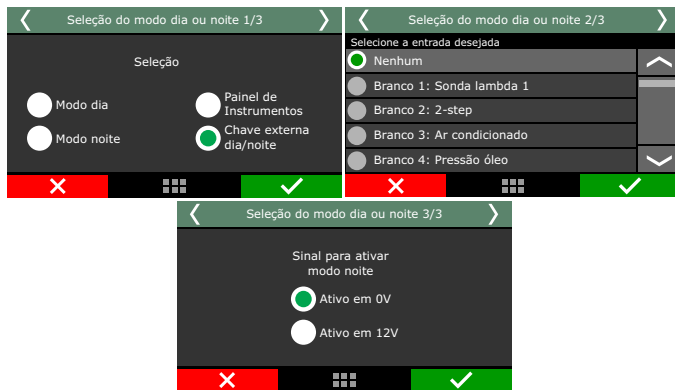 Seleção do modo dia ou noite 1/3
Seleção
Modo dia
Modo noite
Painel de
Instrumentos
Chave externa
dia/noite
Seleção do modo dia ou noite 2/3
Selecione a entrada desejada
Nenhum
Branco 1: Sonda lambda 1
Branco 2: 2-step
Branco 3: Ar condicionado
Branco 4: Pressão óleo
Seleção do modo dia ou noite 3/3
Sinal para ativar
modo noite
Ativo em 0V
Ativo em 12V